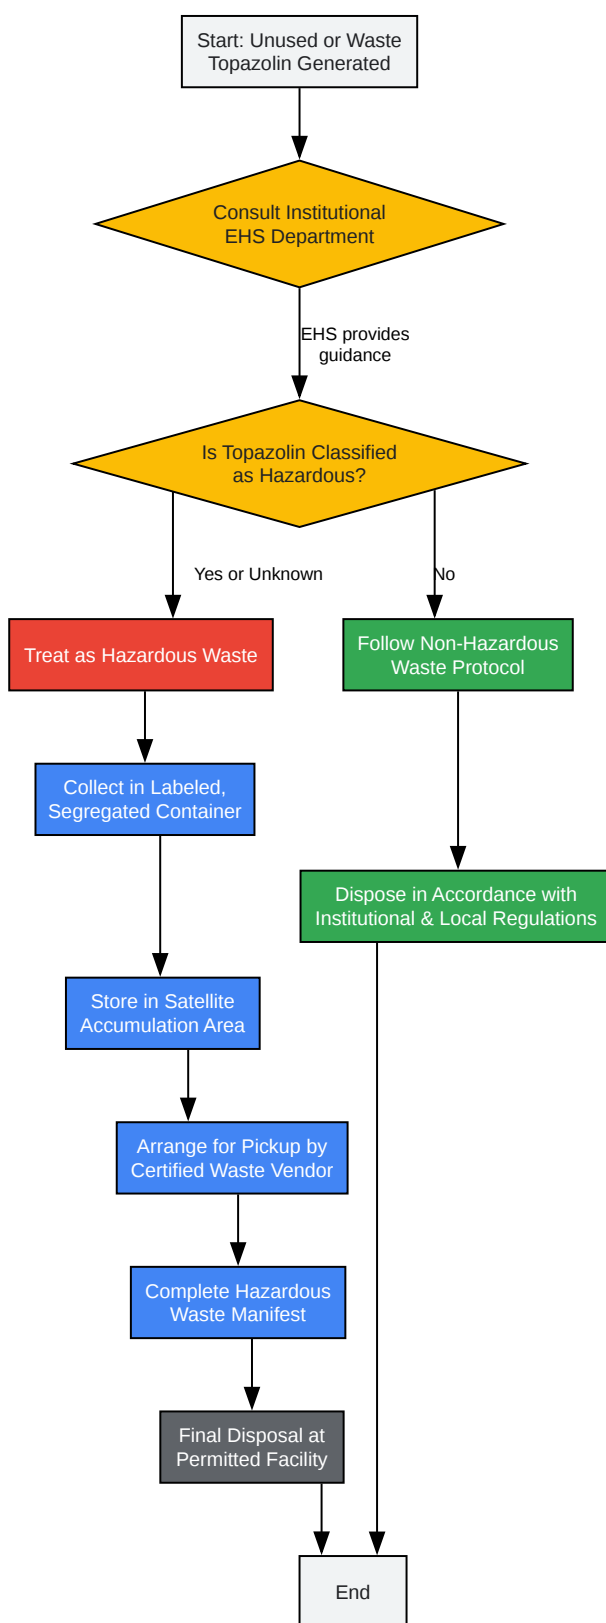 Start: Unused or Waste
Topazolin Generated
Consult Institutional
EHS Department
EHS provides
guidance
Is Topazolin Classified
as Hazardous?
Yes or Unknown
No
Treat as Hazardous Waste
Follow Non-Hazardous
Waste Protocol
Collect in Labeled,
Segregated Container
Dispose in Accordance with
Institutional & Local Regulations
Store in Satellite
Accumulation Area
Arrange for Pickup by
Certified Waste Vendor
Complete Hazardous
Waste Manifest
Final Disposal at
Permitted Facility
End